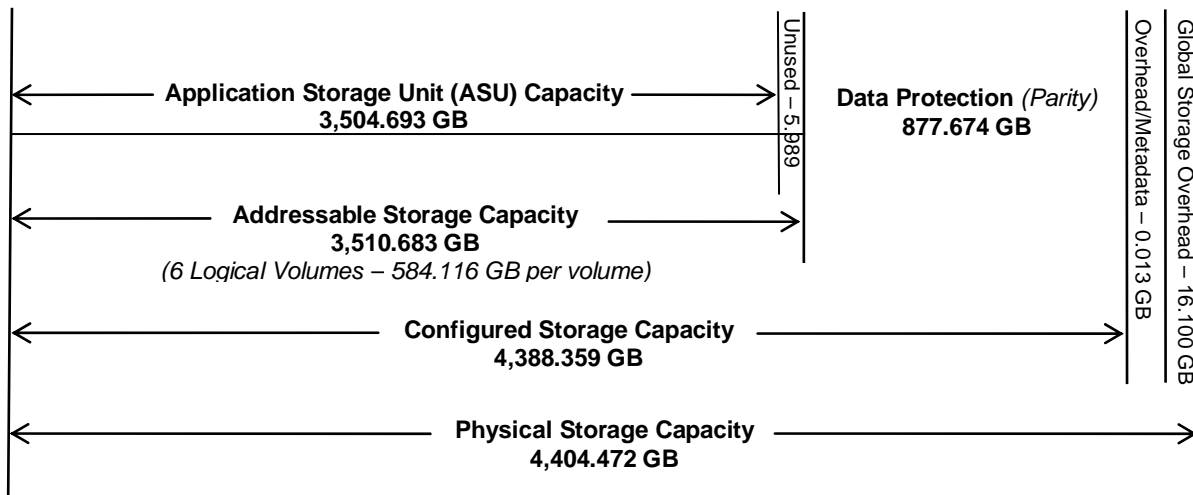 Application Storage Unit (ASU) Capacity
3,504.693 GB
Unused – 5.989
Data Protection (Parity)
877.674 GB
Overhead/Metadata – 0.013 GB
Global Storage Overhead – 16.100 GB
Addressable Storage Capacity
3,510.683 GB
(6 Logical Volumes – 584.116 GB per volume)
Configured Storage Capacity
4,388.359 GB
Physical Storage Capacity
4,404.472 GB